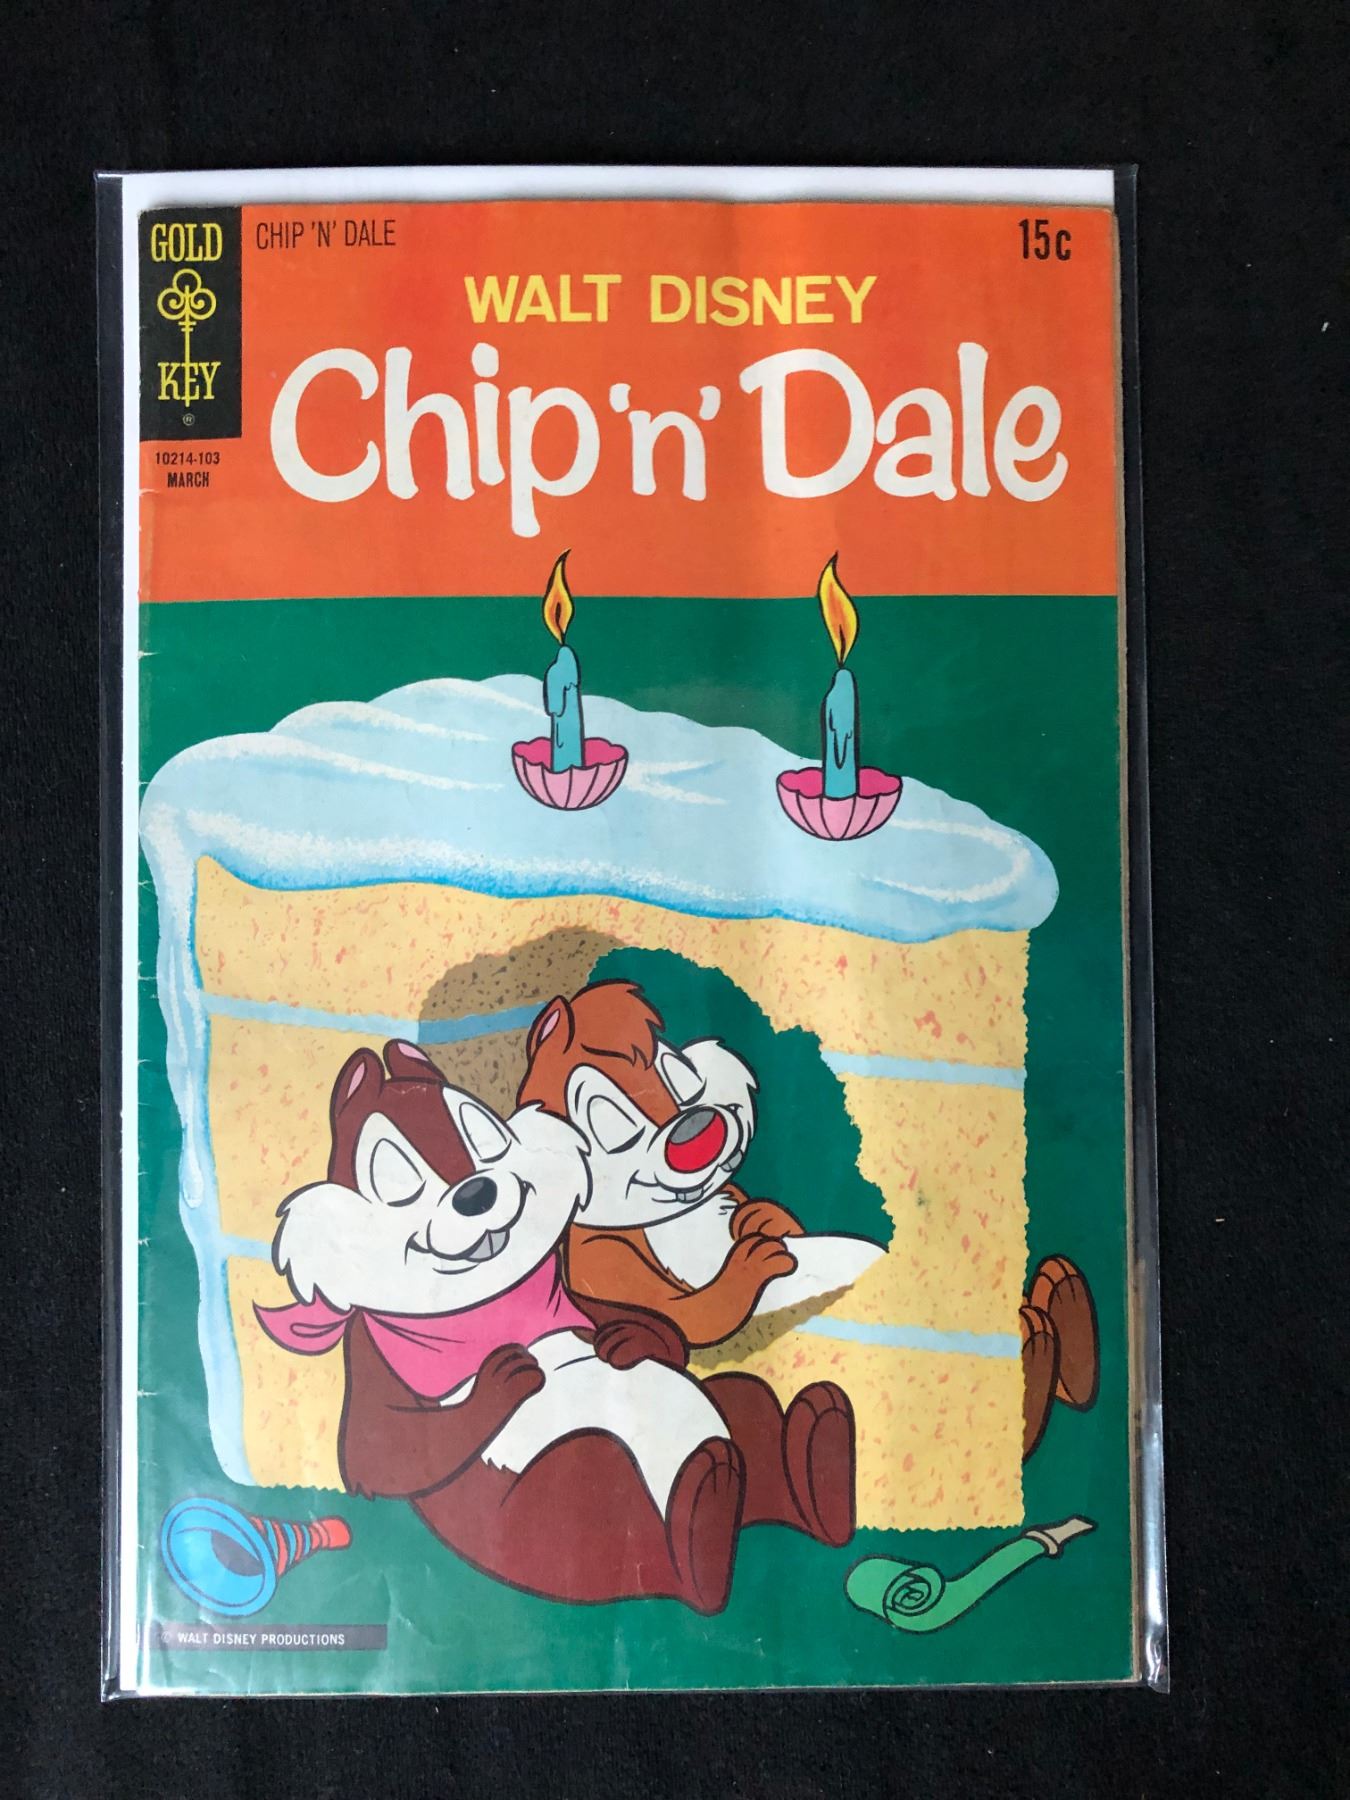 GOLD
KEY
®
CHIP 'N' DALE
15c
WALT DISNEY
Chip 'n' Dale
10214-103
MARCH
© WALT DISNEY PRODUCTIONS